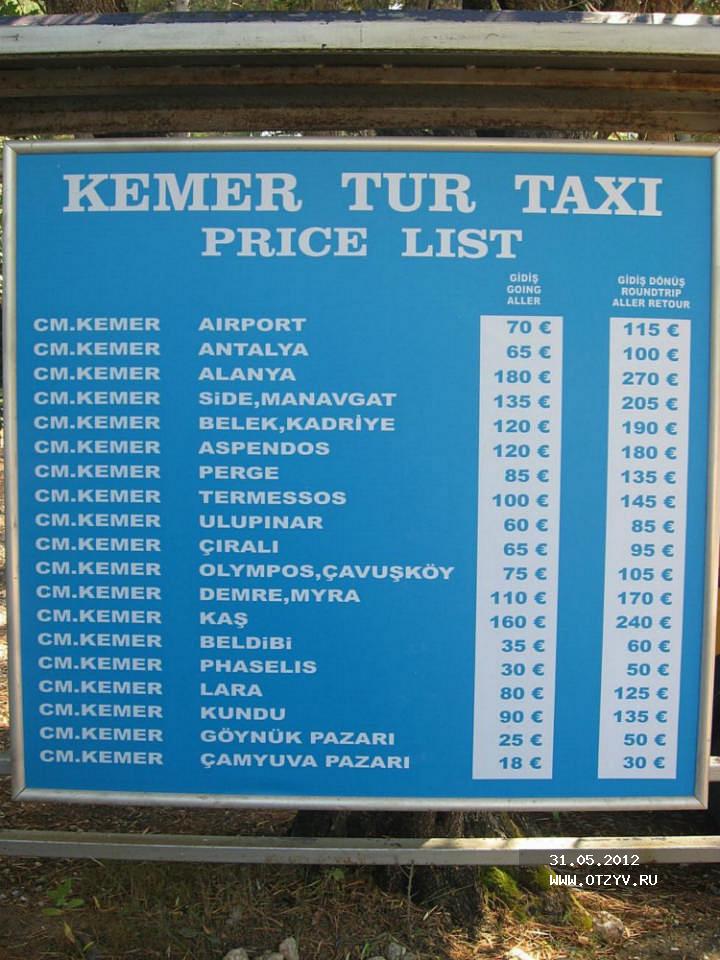 KEMER TUR TAXI
PRICE LIST
GİDİŞ GİDİŞ DÖNÜŞ
GOING ROUNDTRIP
ALLER ALLER RETOUR
CM.KEMER AIRPORT 70 € 115 €
CM.KEMER ANTALYA 65 € 100 €
CM.KEMER ALANYA 180 € 270 €
CM.KEMER SiDE,MANAVGAT 135 € 205 €
CM.KEMER BELEK,KADRİYE 120 € 190 €
CM.KEMER ASPENDOS 120 € 180 €
CM.KEMER PERGE 85 € 135 €
CM.KEMER TERMESSOS 100 € 145 €
CM.KEMER ULUPINAR 60 € 85 €
CM.KEMER ÇIRALI 65 € 95 €
CM.KEMER OLYMPOS,ÇAVUŞKÖY 75 € 105 €
CM.KEMER DEMRE,MYRA 110 € 170 €
CM.KEMER KAŞ 160 € 240 €
CM.KEMER BELDiBi 35 € 60 €
CM.KEMER PHASELIS 30 € 50 €
CM.KEMER LARA 80 € 125 €
CM.KEMER KUNDU 90 € 135 €
CM.KEMER GÖYNÜK PAZARI 25 € 50 €
CM.KEMER ÇAMYUVA PAZARI 18 € 30 €
31.05.2012
WWW.OTZYV.RU